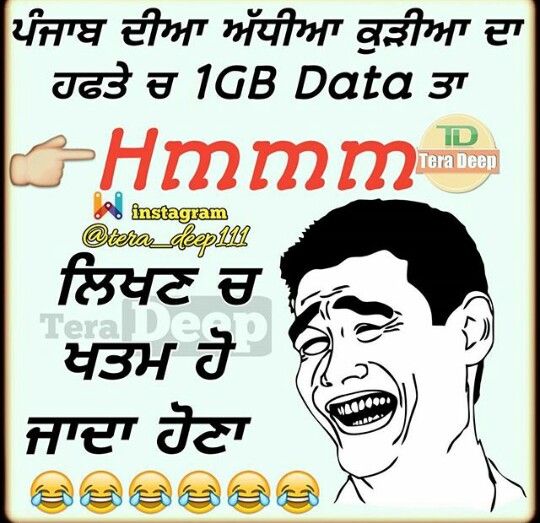 ਪੰਜਾਬ ਦੀਆ ਅੱਧੀਆ ਕੁੜੀਆ ਦਾ
ਹਫਤੇ ਚ 1GB Data ਤਾ
Hmmm
TD
Tera Deep
instagram
@tera_deep111
ਲਿਖਣ ਚ
Tera Deep
ਖਤਮ ਹੋ
ਜਾਦਾ ਹੋਣਾ